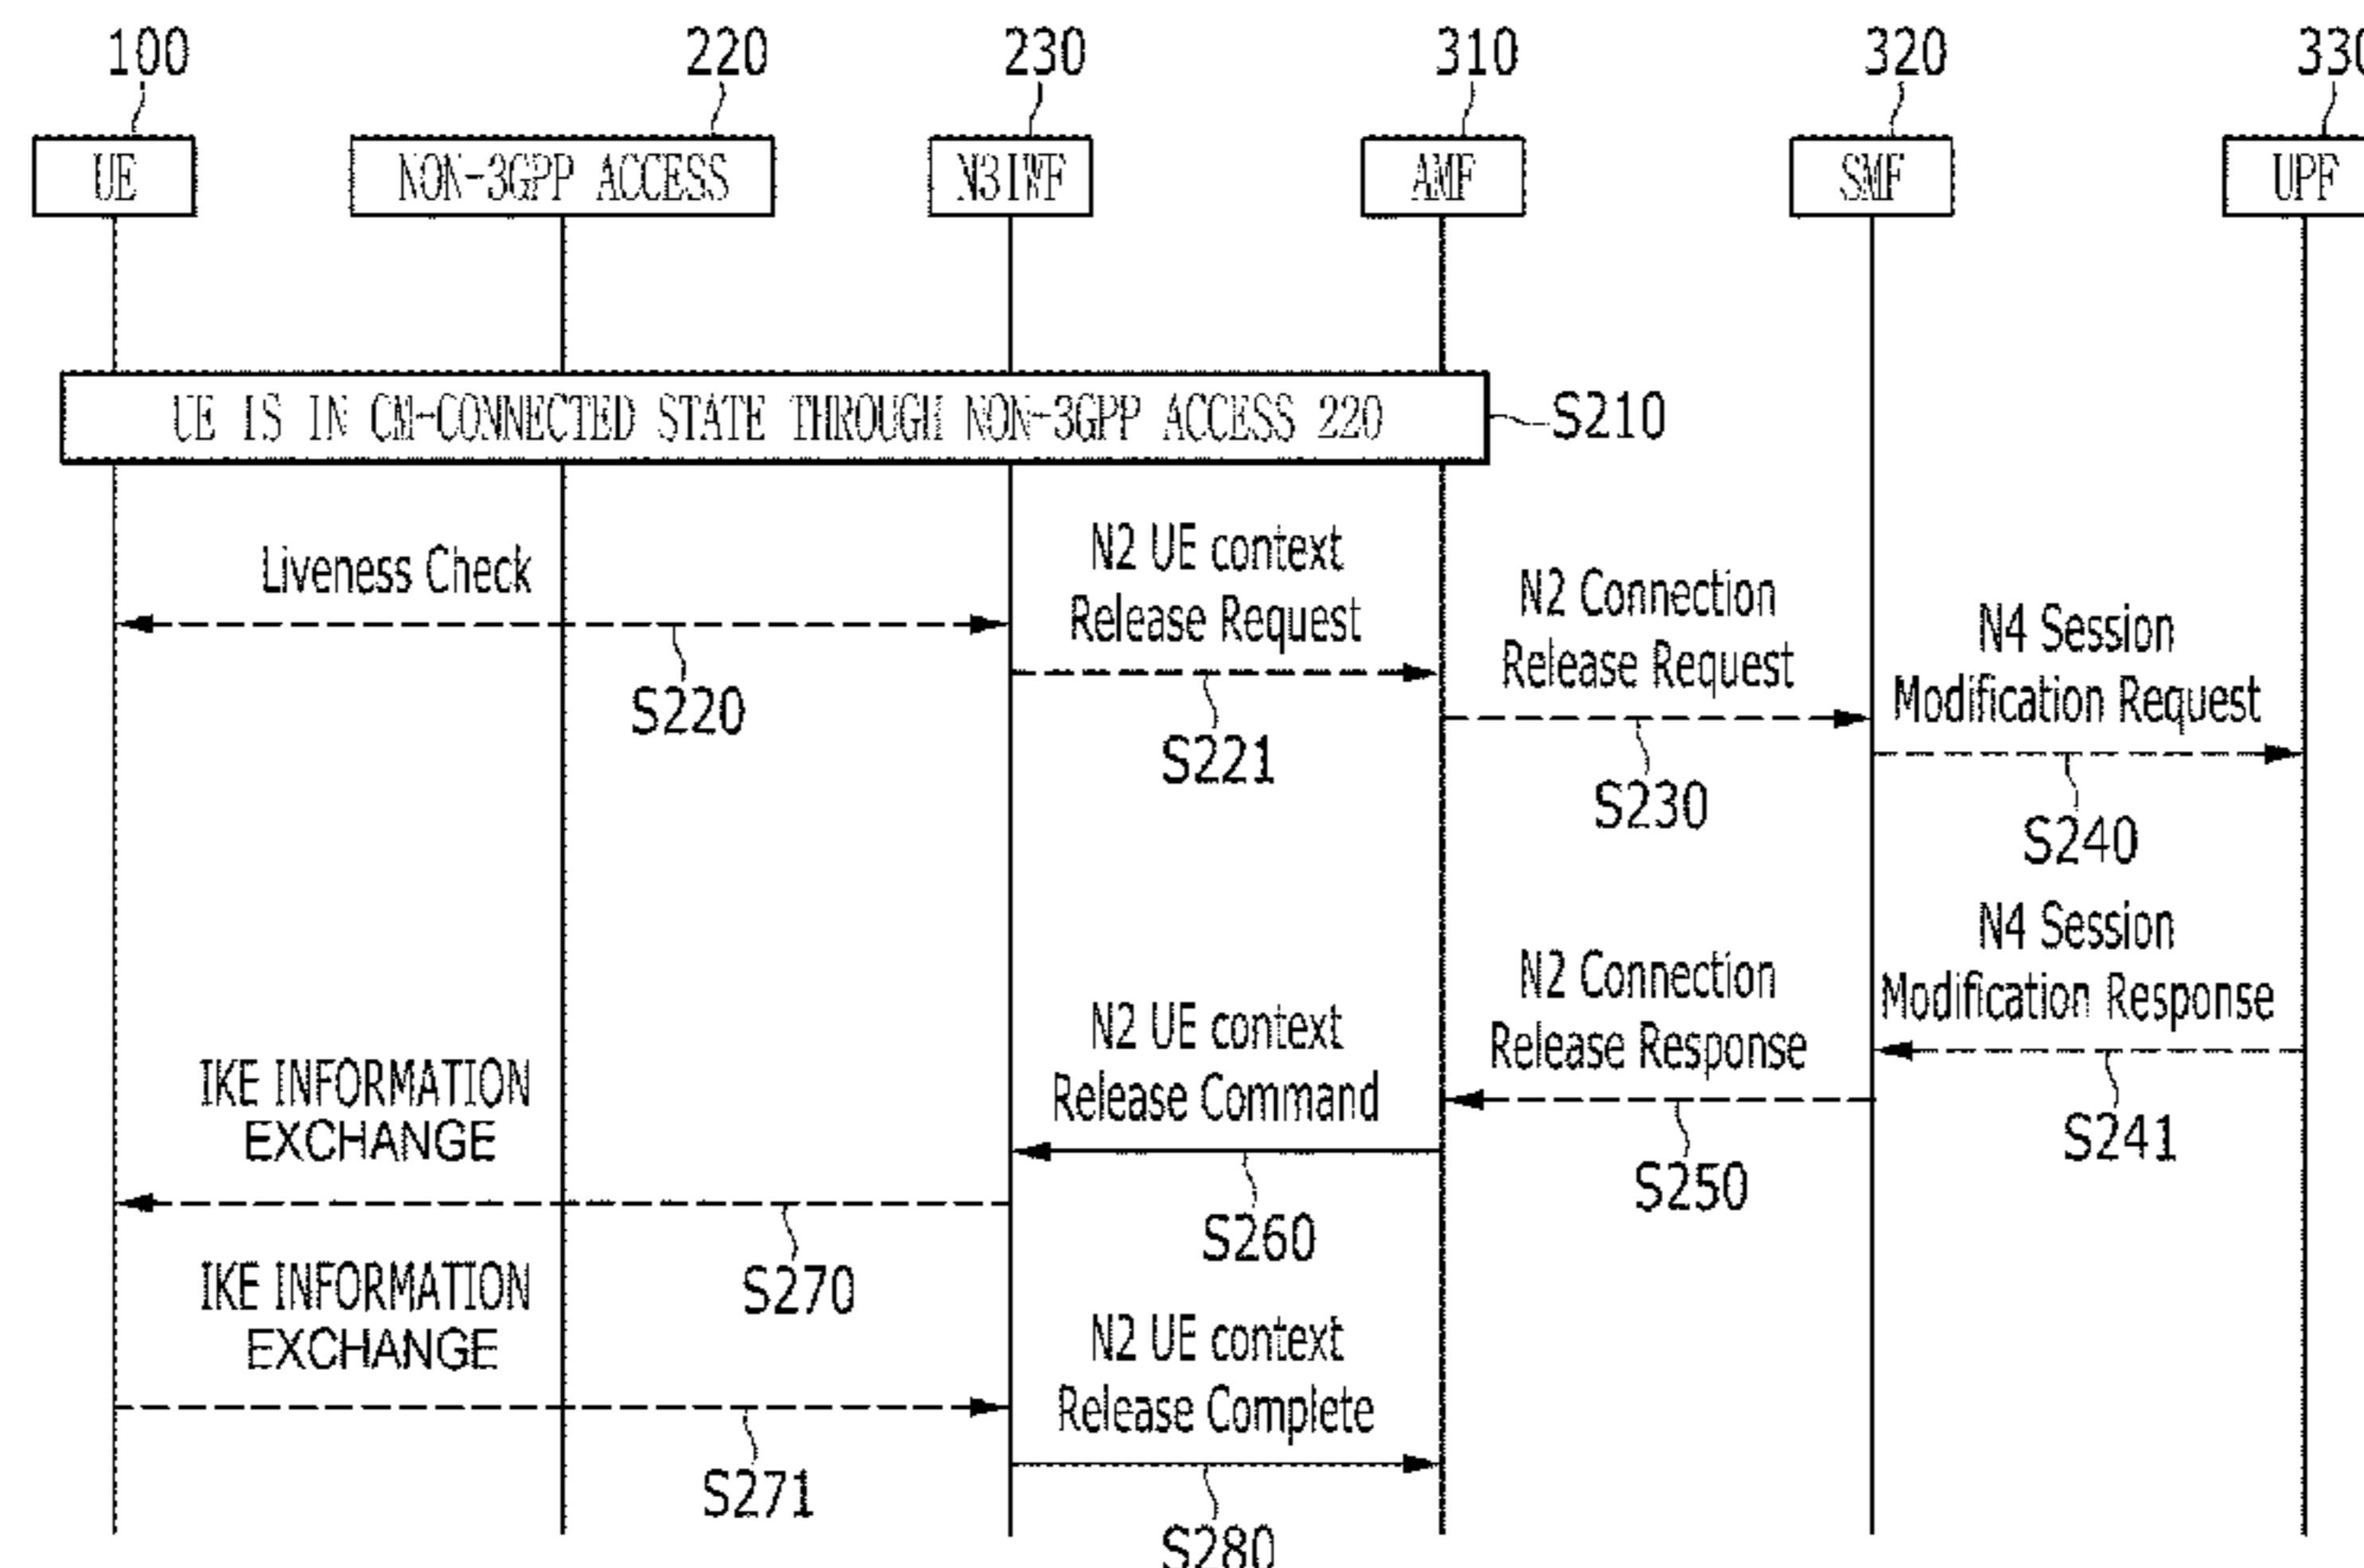 100
220
230
310
320
330
UE
NON-3GPP ACCESS
N3IWF
AMF
SMF
UPF
UE IS IN CM-CONNECTED STATE THROUGH NON-3GPP ACCESS 220
S210
Liveness Check
S220
N2 UE context
Release Request
S221
N2 Connection
Release Request
S230
N4 Session
Modification Request
S240
N4 Session
Modification Response
S241
N2 Connection
Release Response
S250
N2 UE context
Release Command
S260
IKE INFORMATION
EXCHANGE
S270
IKE INFORMATION
EXCHANGE
S271
N2 UE context
Release Complete
S280